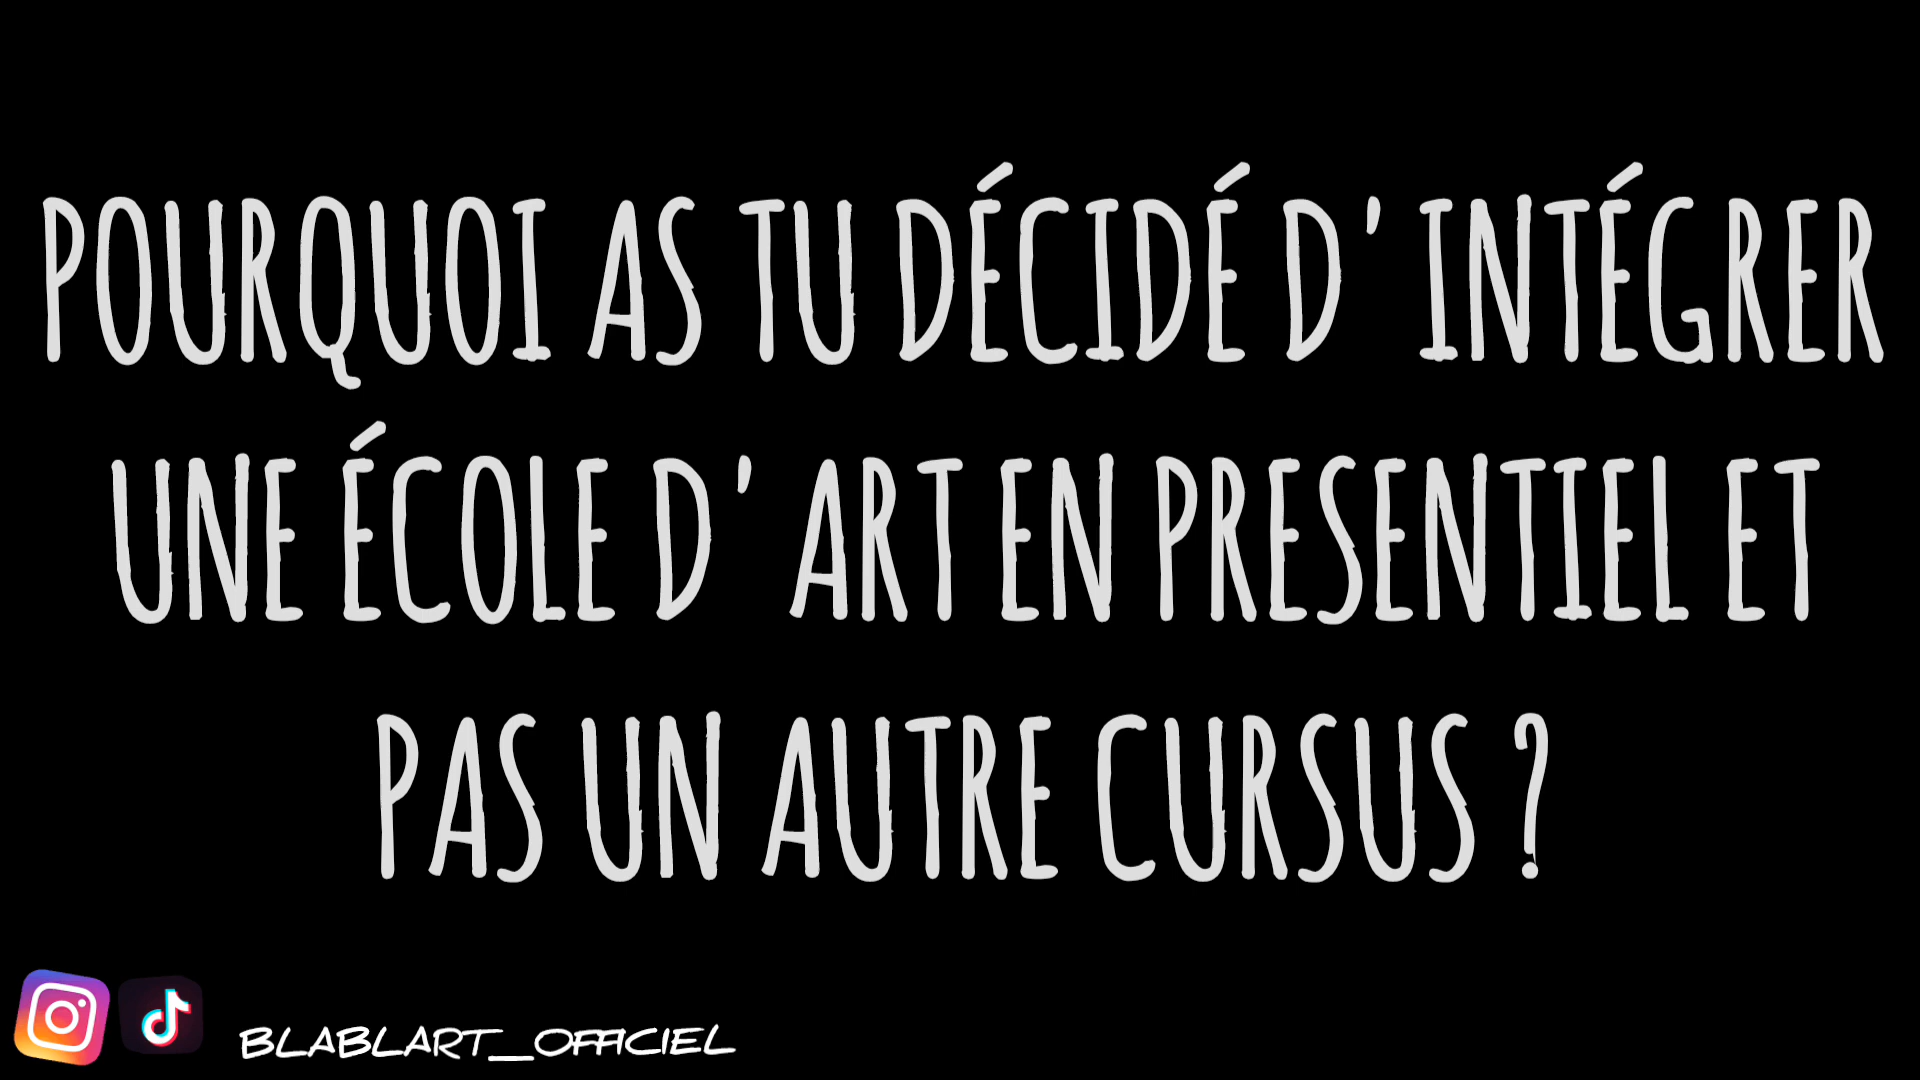 POURQUOI AS TU DÉCIDÉ D' INTÉGRER
UNE ÉCOLE D' ART EN PRESENTIEL ET
PAS UN AUTRE CURSUS ?
BLABLART_OFFICIEL